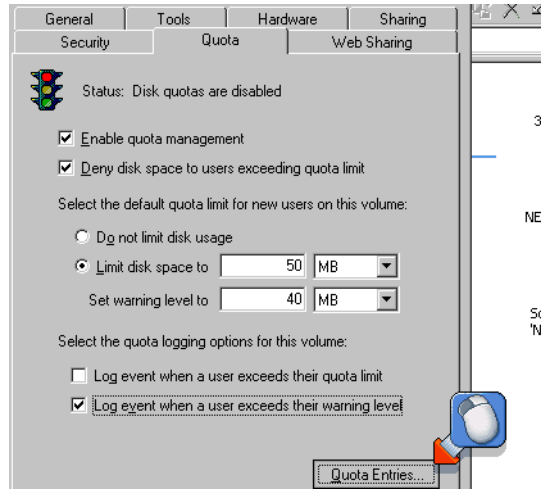 General Tools Hardware Sharing
Security Quota Web Sharing
Status: Disk quotas are disabled
Enable quota management
Deny disk space to users exceeding quota limit
Select the default quota limit for new users on this volume:
Do not limit disk usage
Limit disk space to 50 MB
Set warning level to 40 MB
Select the quota logging options for this volume:
Log event when a user exceeds their quota limit
Log event when a user exceeds their warning level
Quota Entries...
3
NE